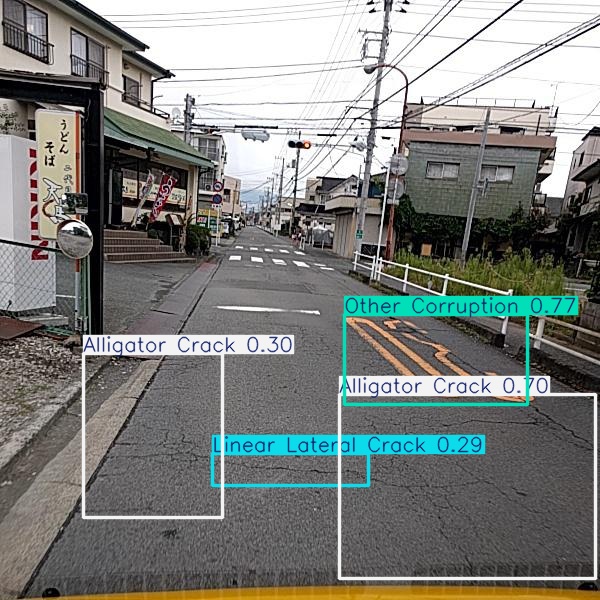 うどん
そば
Other Corruption 0.77
Alligator Crack 0.30
Alligator Crack 0.70
Linear Lateral Crack 0.29